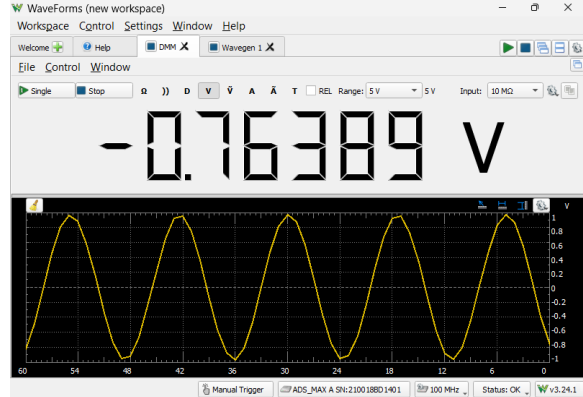 WaveForms (new workspace)
Workspace Control Settings Window Help
Welcome Help DMM Wavegen 1
File Control Window
Single Stop Ω )) D V Ṽ A Ã T REL Range: 5 V 5 V Input: 10 MΩ
-0.76389 V
V
1
0.8
0.6
0.4
0.2
0
-0.2
-0.4
-0.6
-0.8
-1
60 54 48 42 36 30 24 18 12 6 0
Manual Trigger ADS_MAX A SN:210018BD1401 100 MHz Status: OK v3.24.1